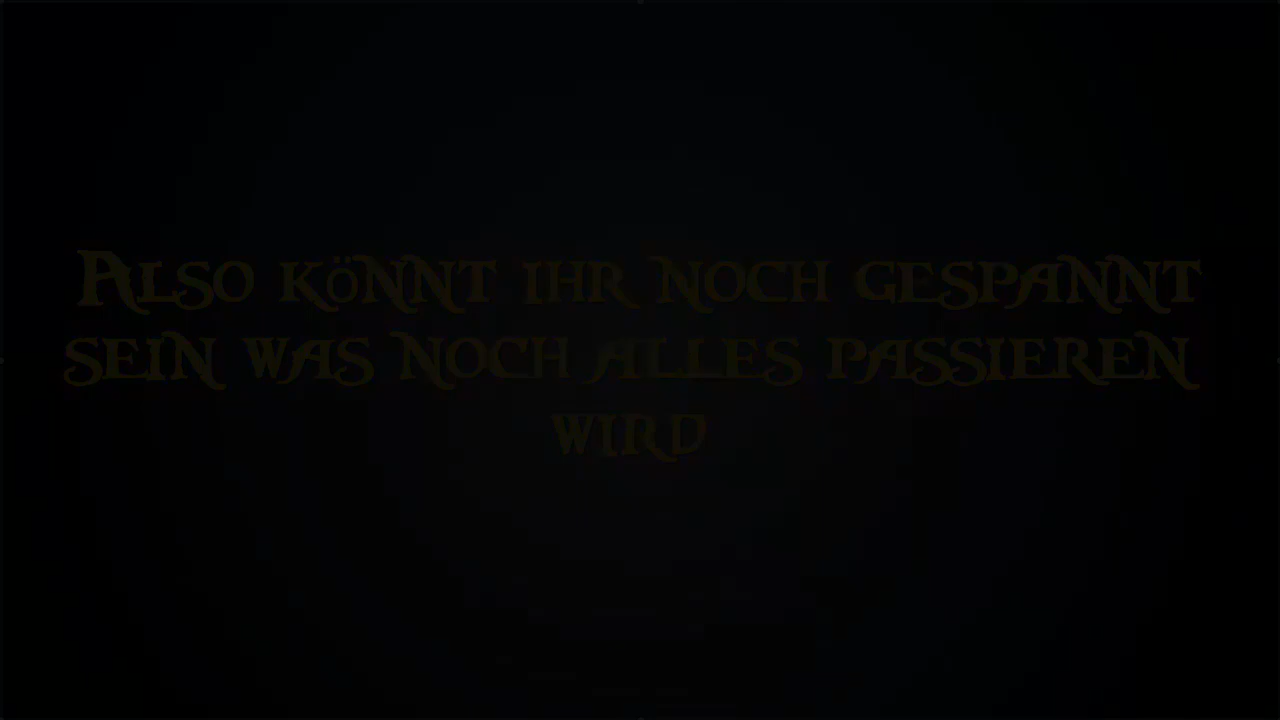 Also könnt ihr noch gespannt
sein was noch alles passieren
wird